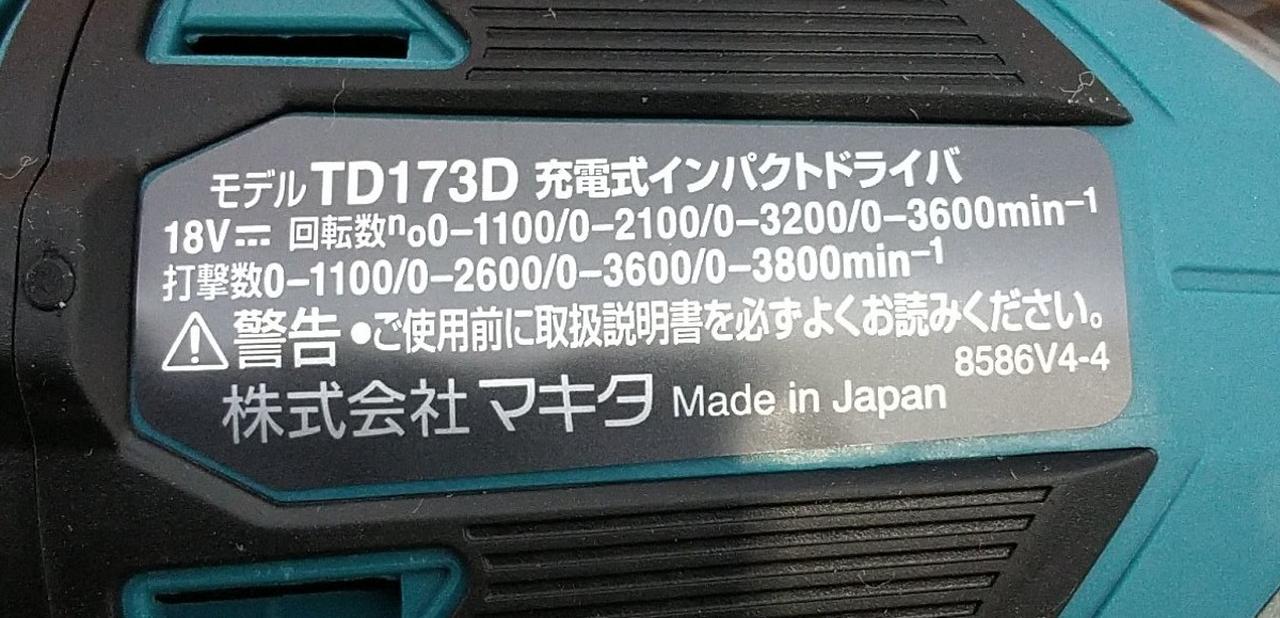 モデル TD173D 充電式インパクトドライバ
18V⎓ 回転数n₀0−1100/0−2100/0−3200/0−3600min⁻¹
打撃数0−1100/0−2600/0−3600/0−3800min⁻¹
⚠警告 •ご使用前に取扱説明書を必ずよくお読みください。
8586V4-4
株式会社マキタ Made in Japan